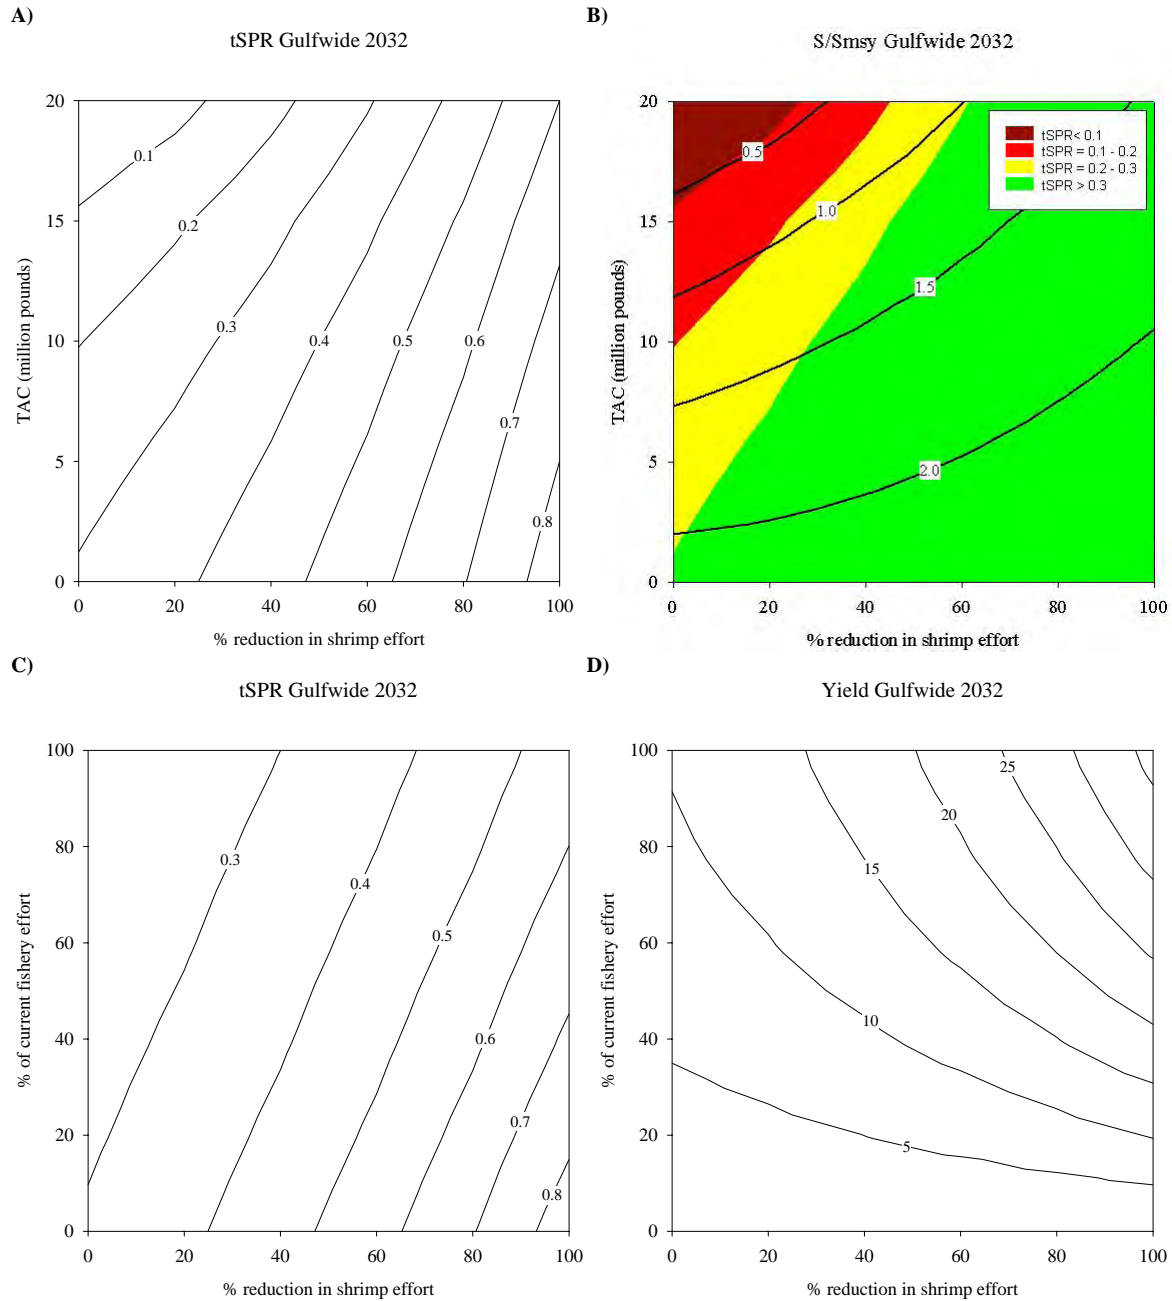 A)
tSPR Gulfwide 2032
20
15
10
5
0
TAC (million pounds)
0.1
0.2
0.3
0.4
0.5
0.6
0.7
0.8
0 20 40 60 80 100
% reduction in shrimp effort
B)
S/Smsy Gulfwide 2032
20
15
10
5
0
TAC (million pounds)
tSPR< 0.1
tSPR = 0.1 - 0.2
tSPR = 0.2 - 0.3
tSPR > 0.3
0.5
1.0
1.5
2.0
0 20 40 60 80 100
% reduction in shrimp effort
C)
tSPR Gulfwide 2032
100
80
60
40
20
0
% of current fishery effort
0.3
0.4
0.5
0.6
0.7
0.8
0 20 40 60 80 100
% reduction in shrimp effort
D)
Yield Gulfwide 2032
100
80
60
40
20
0
% of current fishery effort
25
20
15
10
5
0 20 40 60 80 100
% reduction in shrimp effort